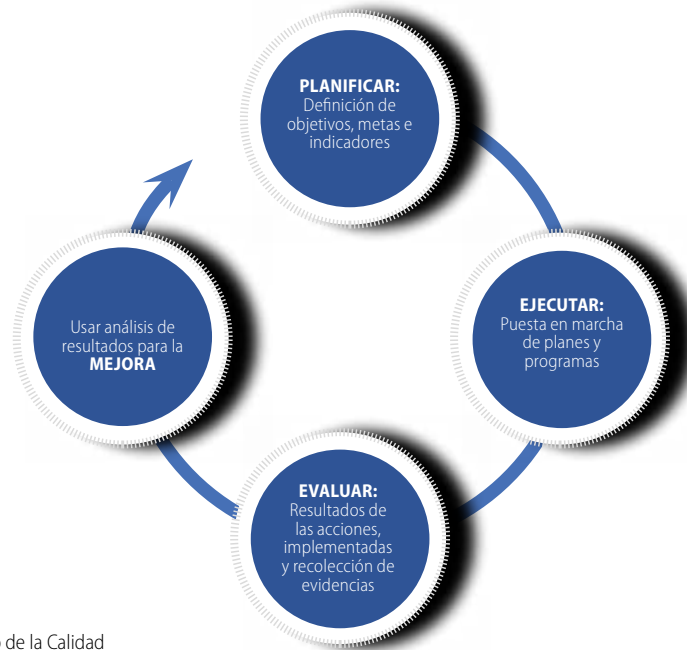 PLANIFICAR:
Definición de
objetivos, metas e
indicadores
EJECUTAR:
Puesta en marcha
de planes y
programas
EVALUAR:
Resultados de
las acciones,
implementadas
y recolección de
evidencias
Usar análisis de
resultados para la
MEJORA
de la Calidad